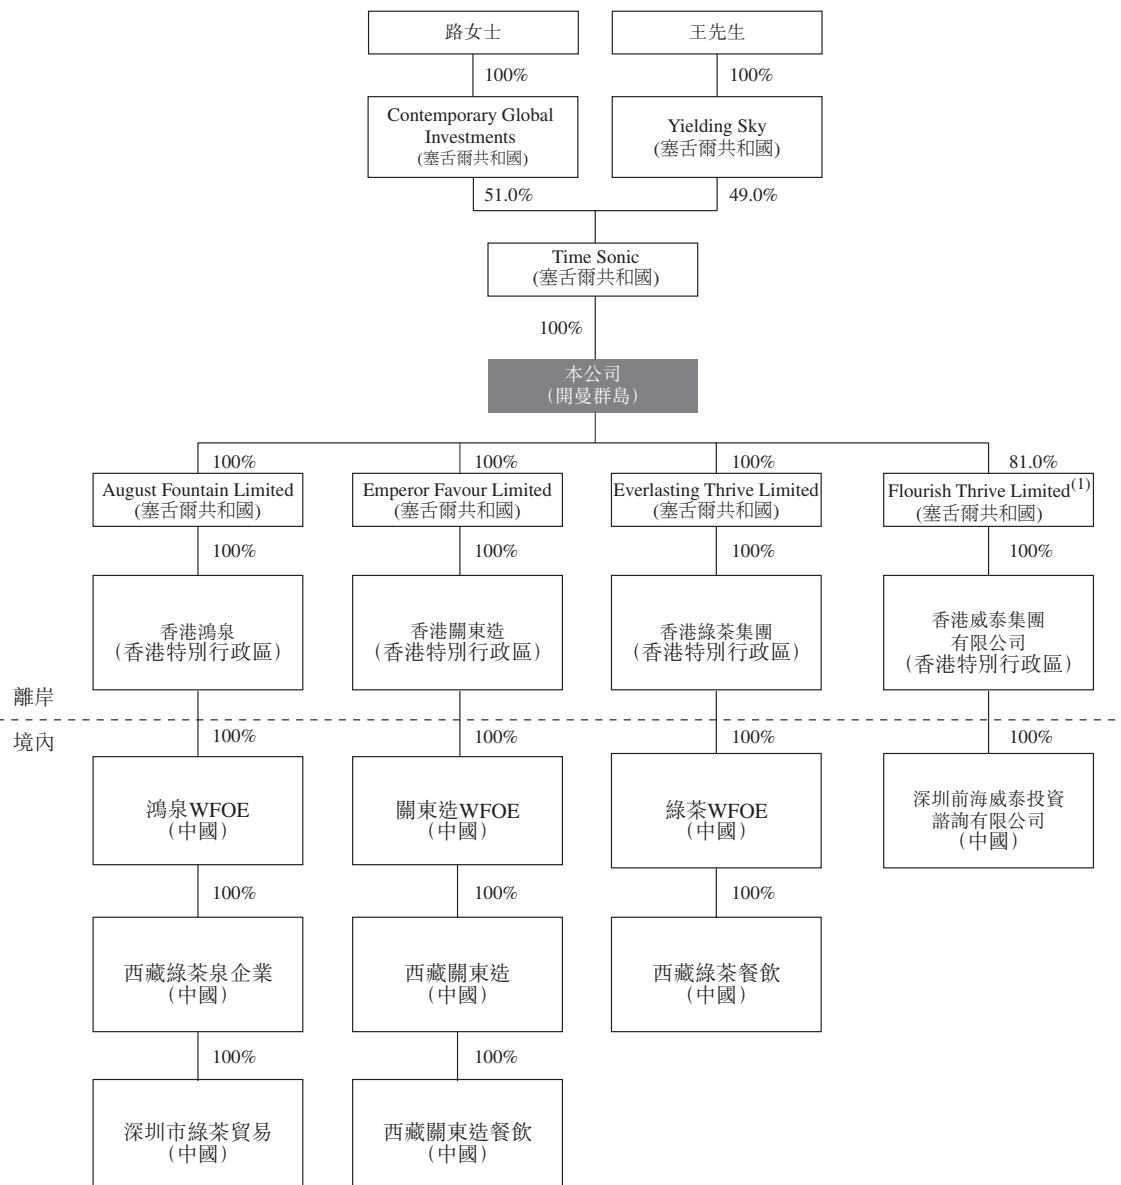 路女士
王先生
100%
100%
Contemporary Global
Investments
(塞舌爾共和國)
Yielding Sky
(塞舌爾共和國)
51.0%
49.0%
Time Sonic
(塞舌爾共和國)
100%
本公司
(開曼群島)
100%
100%
100%
81.0%
August Fountain Limited
(塞舌爾共和國)
Emperor Favour Limited
(塞舌爾共和國)
Everlasting Thrive Limited
(塞舌爾共和國)
Flourish Thrive Limited(1)
(塞舌爾共和國)
100%
100%
100%
100%
香港鴻泉
(香港特別行政區)
香港關東造
(香港特別行政區)
香港綠茶集團
(香港特別行政區)
香港威泰集團
有限公司
(香港特別行政區)
離岸
境內
100%
100%
100%
100%
鴻泉WFOE
(中國)
關東造WFOE
(中國)
綠茶WFOE
(中國)
深圳前海威泰投資
諮詢有限公司
(中國)
100%
100%
100%
西藏綠茶泉企業
(中國)
西藏關東造
(中國)
西藏綠茶餐飲
(中國)
100%
100%
深圳市綠茶貿易
(中國)
西藏關東造餐飲
(中國)